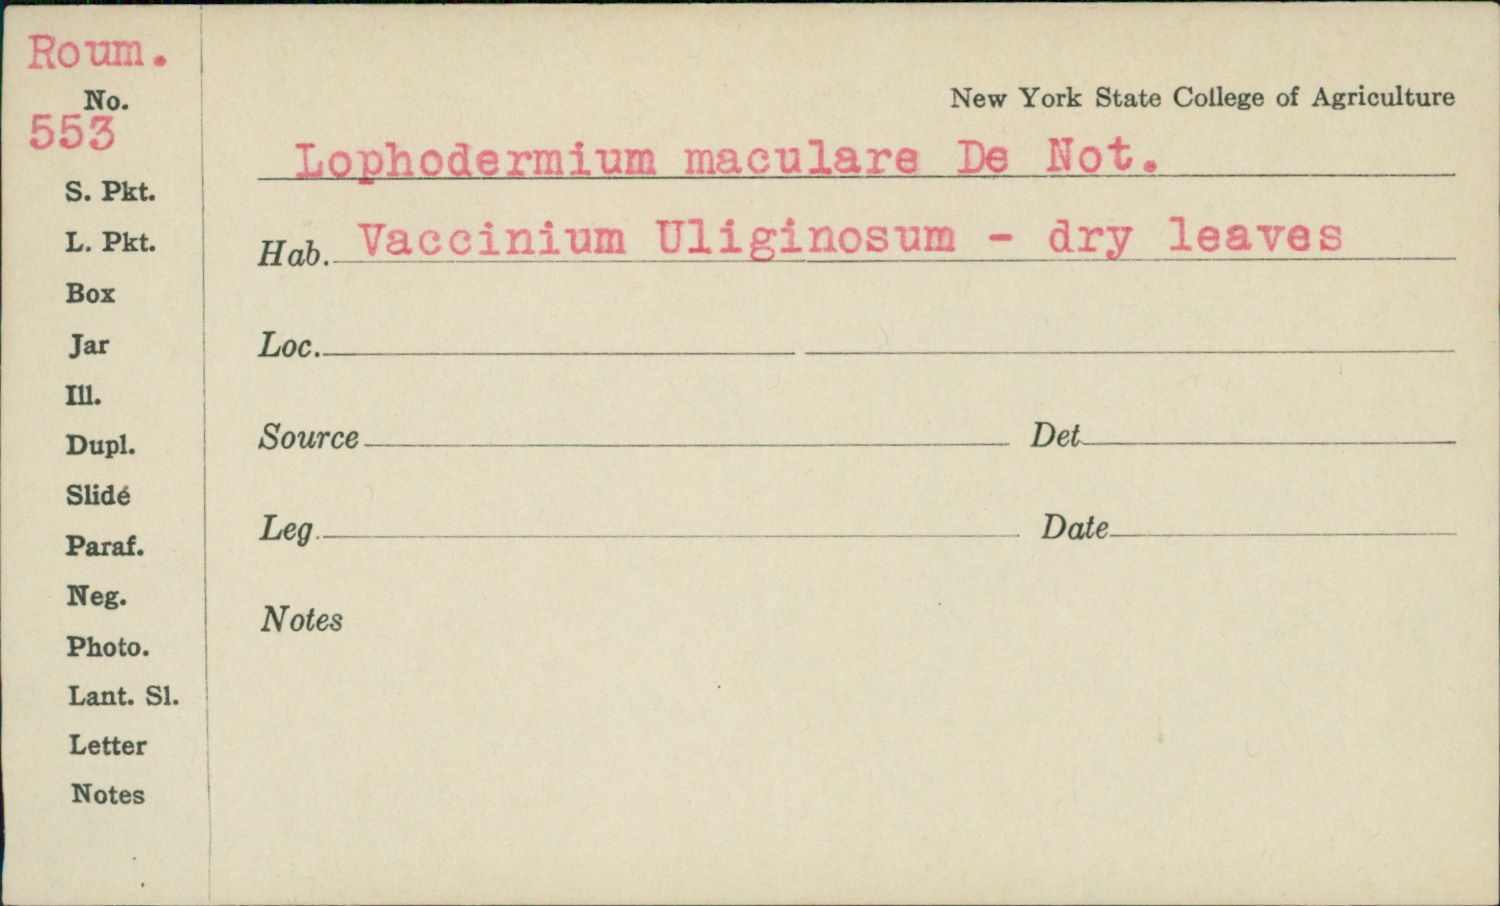 Roum.
No.
553
S. Pkt.
L. Pkt.
Box
Jar
Ill.
Dupl.
Slide
Paraf.
Neg.
Photo.
Lant. Sl.
Letter
Notes
New York State College of Agriculture
Lophodermium maculare De Not.
Hab. Vaccinium Uliginosum - dry leaves
Loc.
Source Det
Leg. Date
Notes